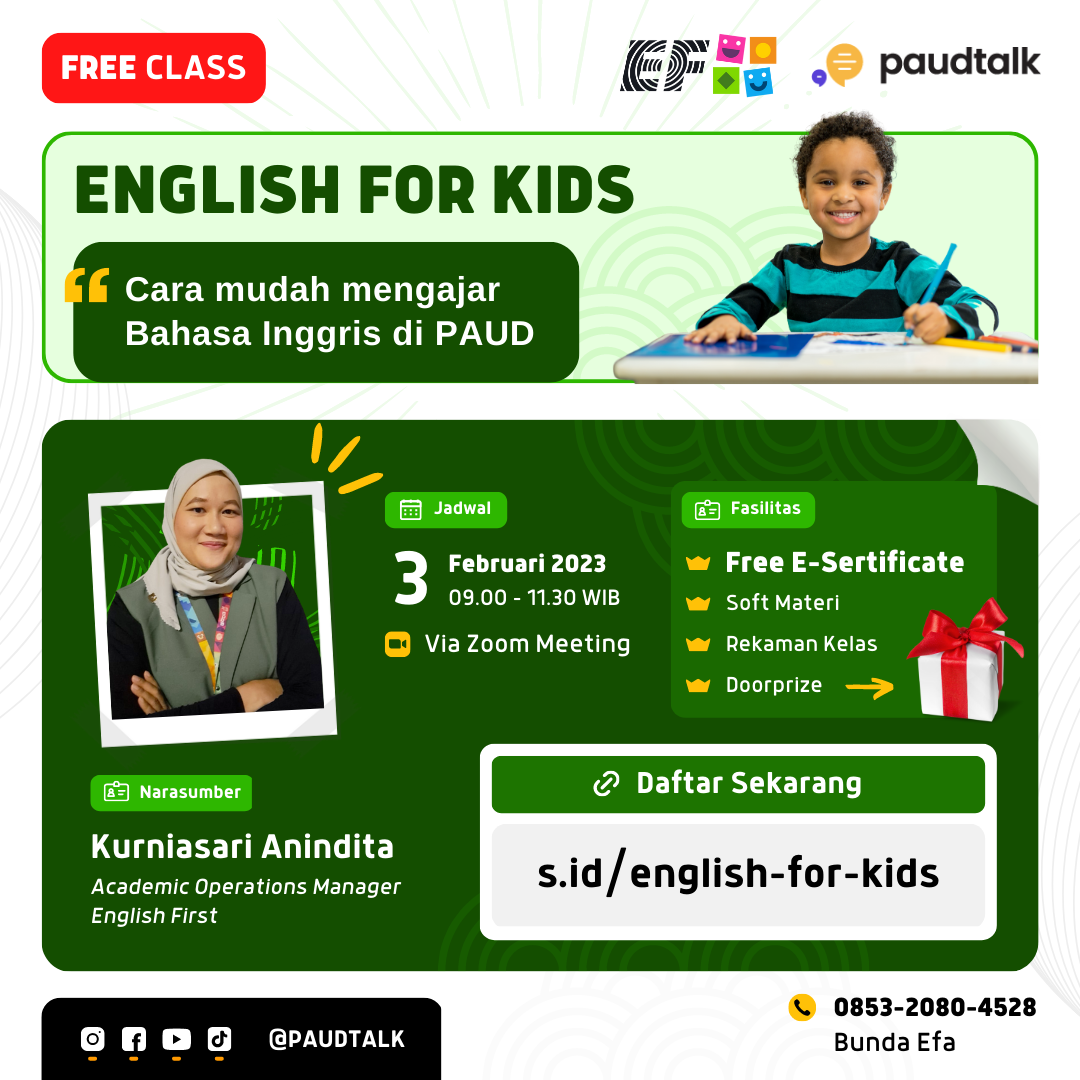 FREE CLASS
EF
paudtalk
ENGLISH FOR KIDS
“
Cara mudah mengajar
Bahasa Inggris di PAUD
Jadwal
3
Februari 2023
09.00 - 11.30 WIB
Via Zoom Meeting
Fasilitas
Free E-Sertificate
Soft Materi
Rekaman Kelas
Doorprize
Narasumber
Kurniasari Anindita
Academic Operations Manager
English First
Daftar Sekarang
s.id/english-for-kids
@PAUDTALK
0853-2080-4528
Bunda Efa